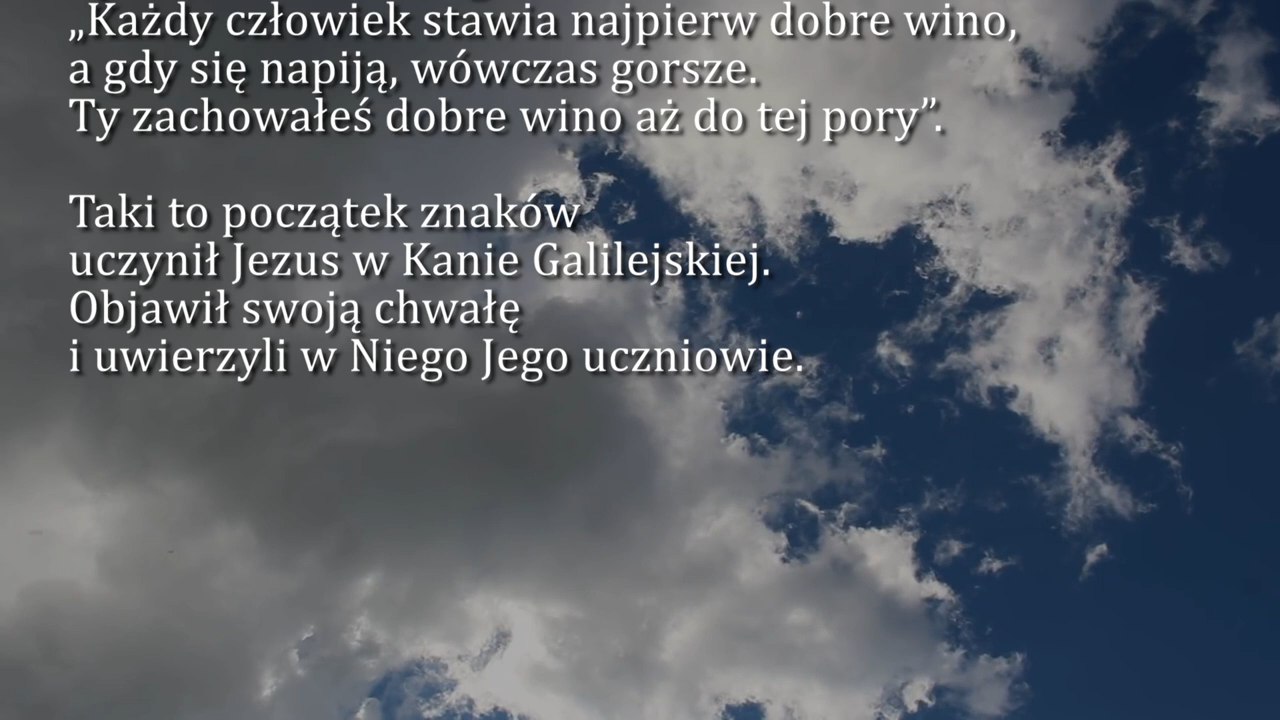 „Każdy człowiek stawia najpierw dobre wino,
a gdy się napiją, wówczas gorsze.
Ty zachowałeś dobre wino aż do tej pory”.
Taki to początek znaków
uczynił Jezus w Kanie Galilejskiej.
Objawił swoją chwałę
i uwierzyli w Niego Jego uczniowie.